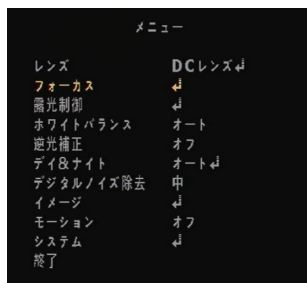 メニュー
レンズ DCレンズ↲
フォーカス ↲
露光制御 ↲
ホワイトバランス オート
逆光補正 オフ
デイ&ナイト オート↲
デジタルノイズ除去 中
イメージ ↲
モーション オフ
システム ↲
終了